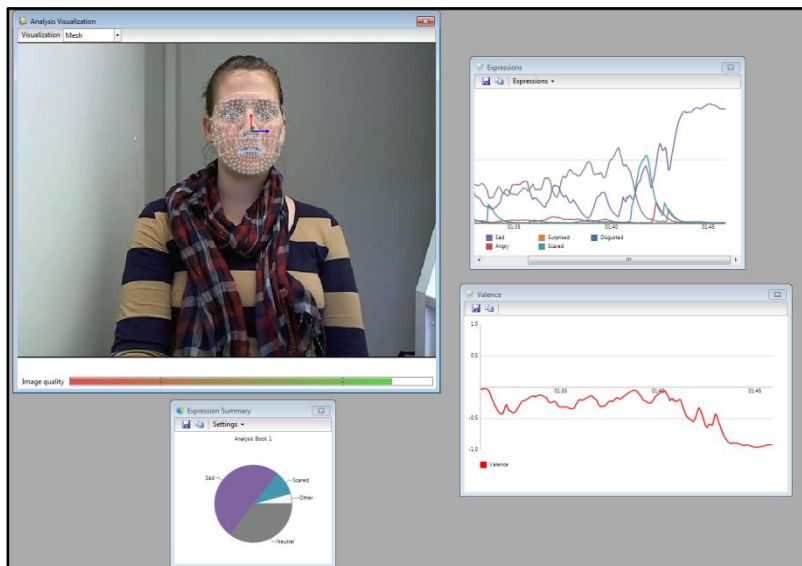 Analysis Visualization
Visualization Mesh
Image quality
Expressions
Expressions
01:35 01:40 01:45
Sad Surprised Disgusted
Angry Scared
Valence
1.0
0.5
01:35 01:40 01:45
-0.5
-1.0
Valence
Expression Summary
Settings
Analysis Block 1
Sad
Scared
Other
Neutral